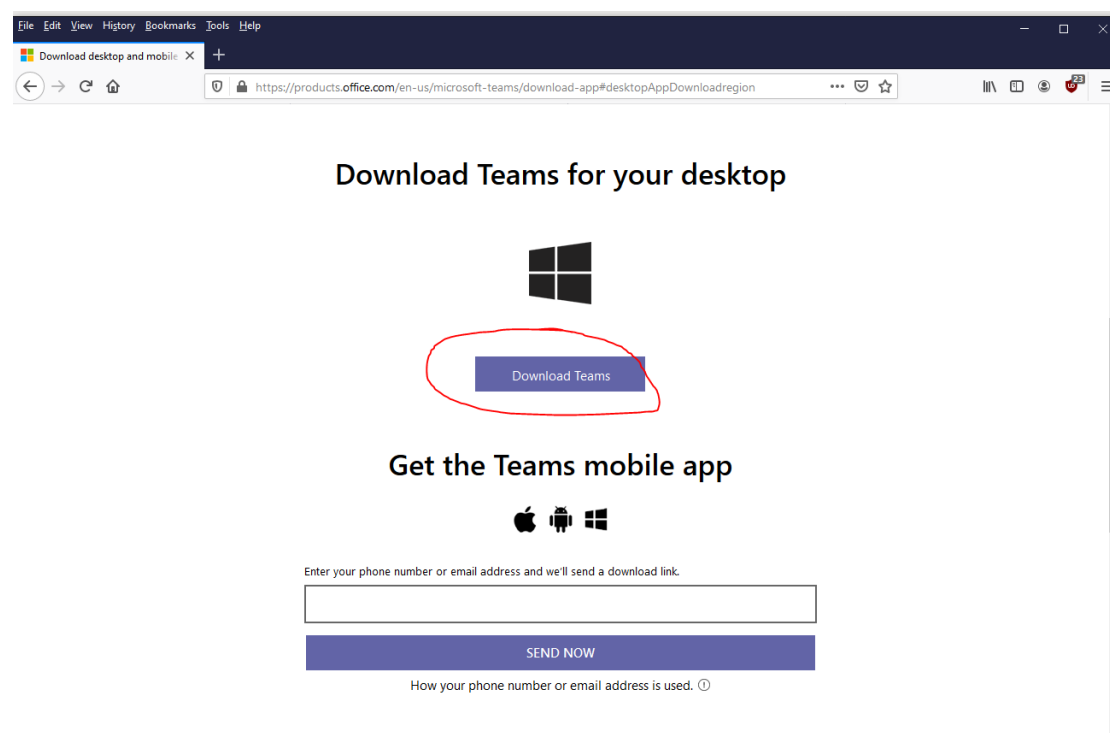 File Edit View History Bookmarks Tools Help
Download desktop and mobile
https://products.office.com/en-us/microsoft-teams/download-app#desktopAppDownloadregion
23
Download Teams for your desktop
Download Teams
Get the Teams mobile app
Enter your phone number or email address and we'll send a download link.
SEND NOW
How your phone number or email address is used.